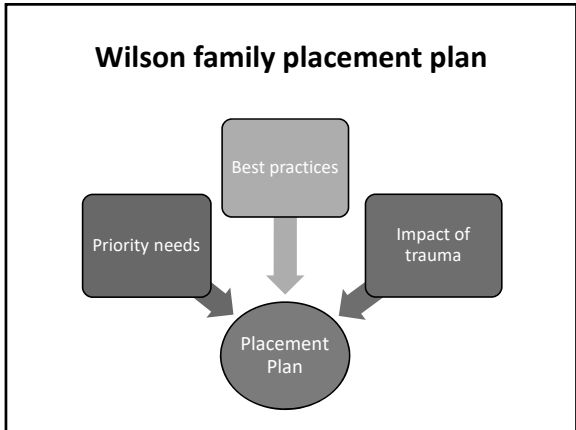 Wilson family placement plan
Best practices
Priority needs
Impact of
trauma
Placement
Plan